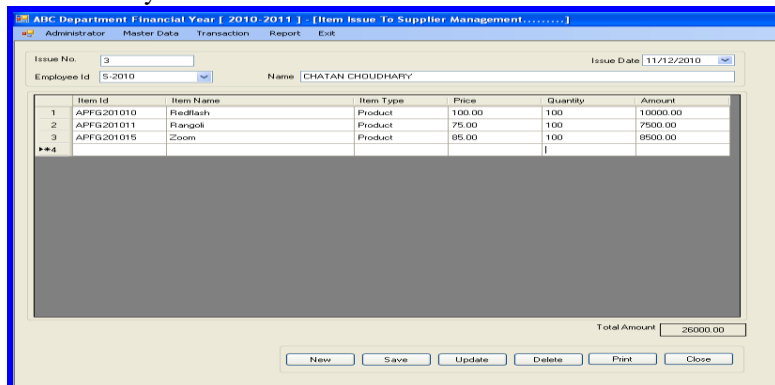 ABC Department Financial Year [ 2010-2011 ] - [Item Issue To Supplier Management.........]
Administrator Master Data Transaction Report Exit
Issue No. 3 Issue Date 11/12/2010
Employee Id S-2010 Name CHATAN CHOUDHARY
Item Id Item Name Item Type Price Quantity Amount
1 APFG201010 Redflash Product 100.00 100 10000.00
2 APFG201011 Rangoli Product 75.00 100 7500.00
3 APFG201015 Zoom Product 85.00 100 8500.00
*4
Total Amount 26000.00
New Save Update Delete Print Close